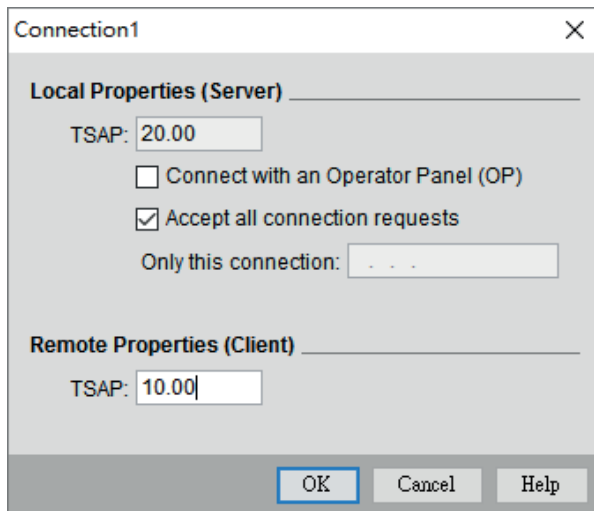 Connection1
Local Properties (Server)
TSAP: 20.00
Connect with an Operator Panel (OP)
Accept all connection requests
Only this connection: . . .
Remote Properties (Client)
TSAP: 10.00
OK Cancel Help